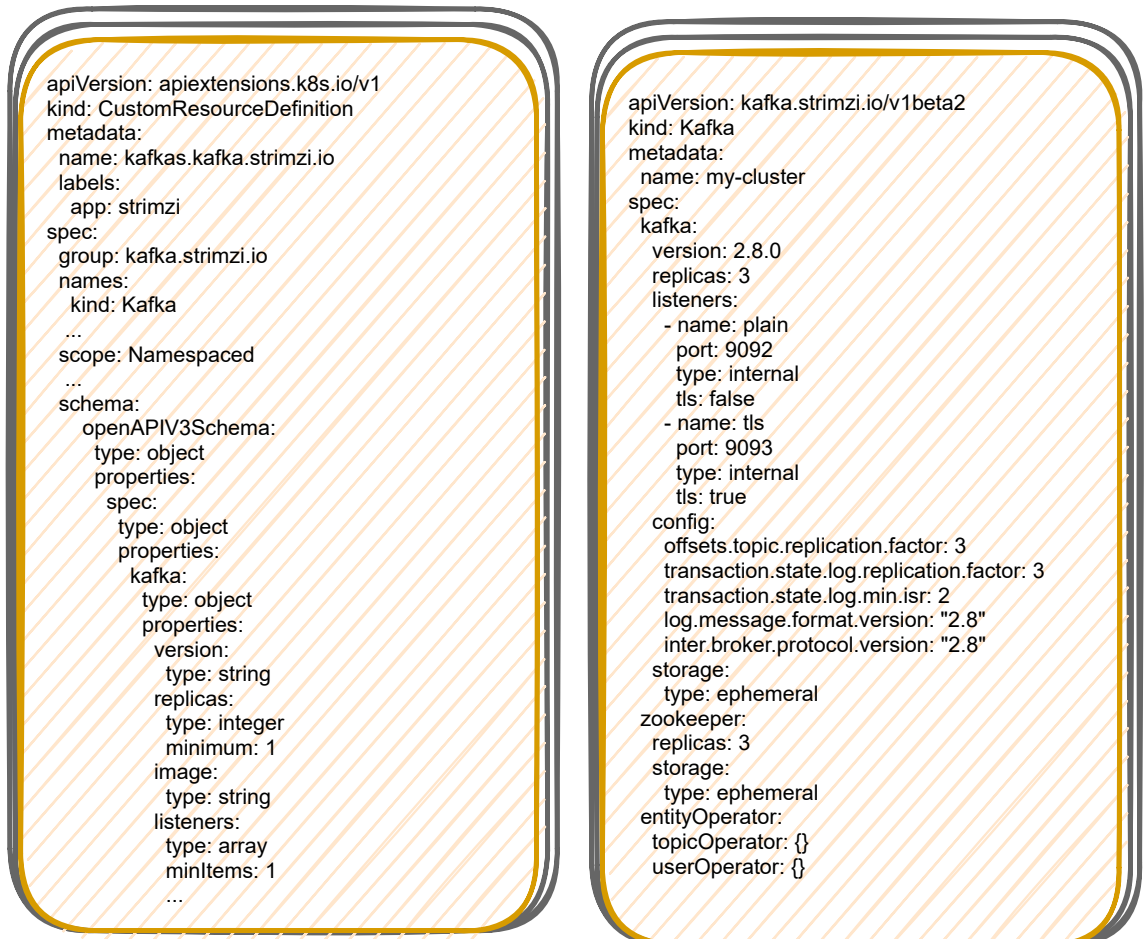 apiVersion: apiextensions.k8s.io/v1
kind: CustomResourceDefinition
metadata:
  name: kafkas.kafka.strimzi.io
  labels:
    app: strimzi
spec:
  group: kafka.strimzi.io
  names:
    kind: Kafka
   ...
  scope: Namespaced
   ...
  schema:
      openAPIV3Schema:
        type: object
        properties:
          spec:
            type: object
            properties:
              kafka:
                type: object
                properties:
                  version:
                    type: string
                  replicas:
                    type: integer
                    minimum: 1
                  image:
                    type: string
                  listeners:
                    type: array
                    minItems: 1
                    ...
apiVersion: kafka.strimzi.io/v1beta2
kind: Kafka
metadata:
  name: my-cluster
spec:
  kafka:
    version: 2.8.0
    replicas: 3
    listeners:
      - name: plain
        port: 9092
        type: internal
        tls: false
      - name: tls
        port: 9093
        type: internal
        tls: true
    config:
      offsets.topic.replication.factor: 3
      transaction.state.log.replication.factor: 3
      transaction.state.log.min.isr: 2
      log.message.format.version: "2.8"
      inter.broker.protocol.version: "2.8"
    storage:
      type: ephemeral
  zookeeper:
    replicas: 3
    storage:
      type: ephemeral
  entityOperator:
    topicOperator: {}
    userOperator: {}